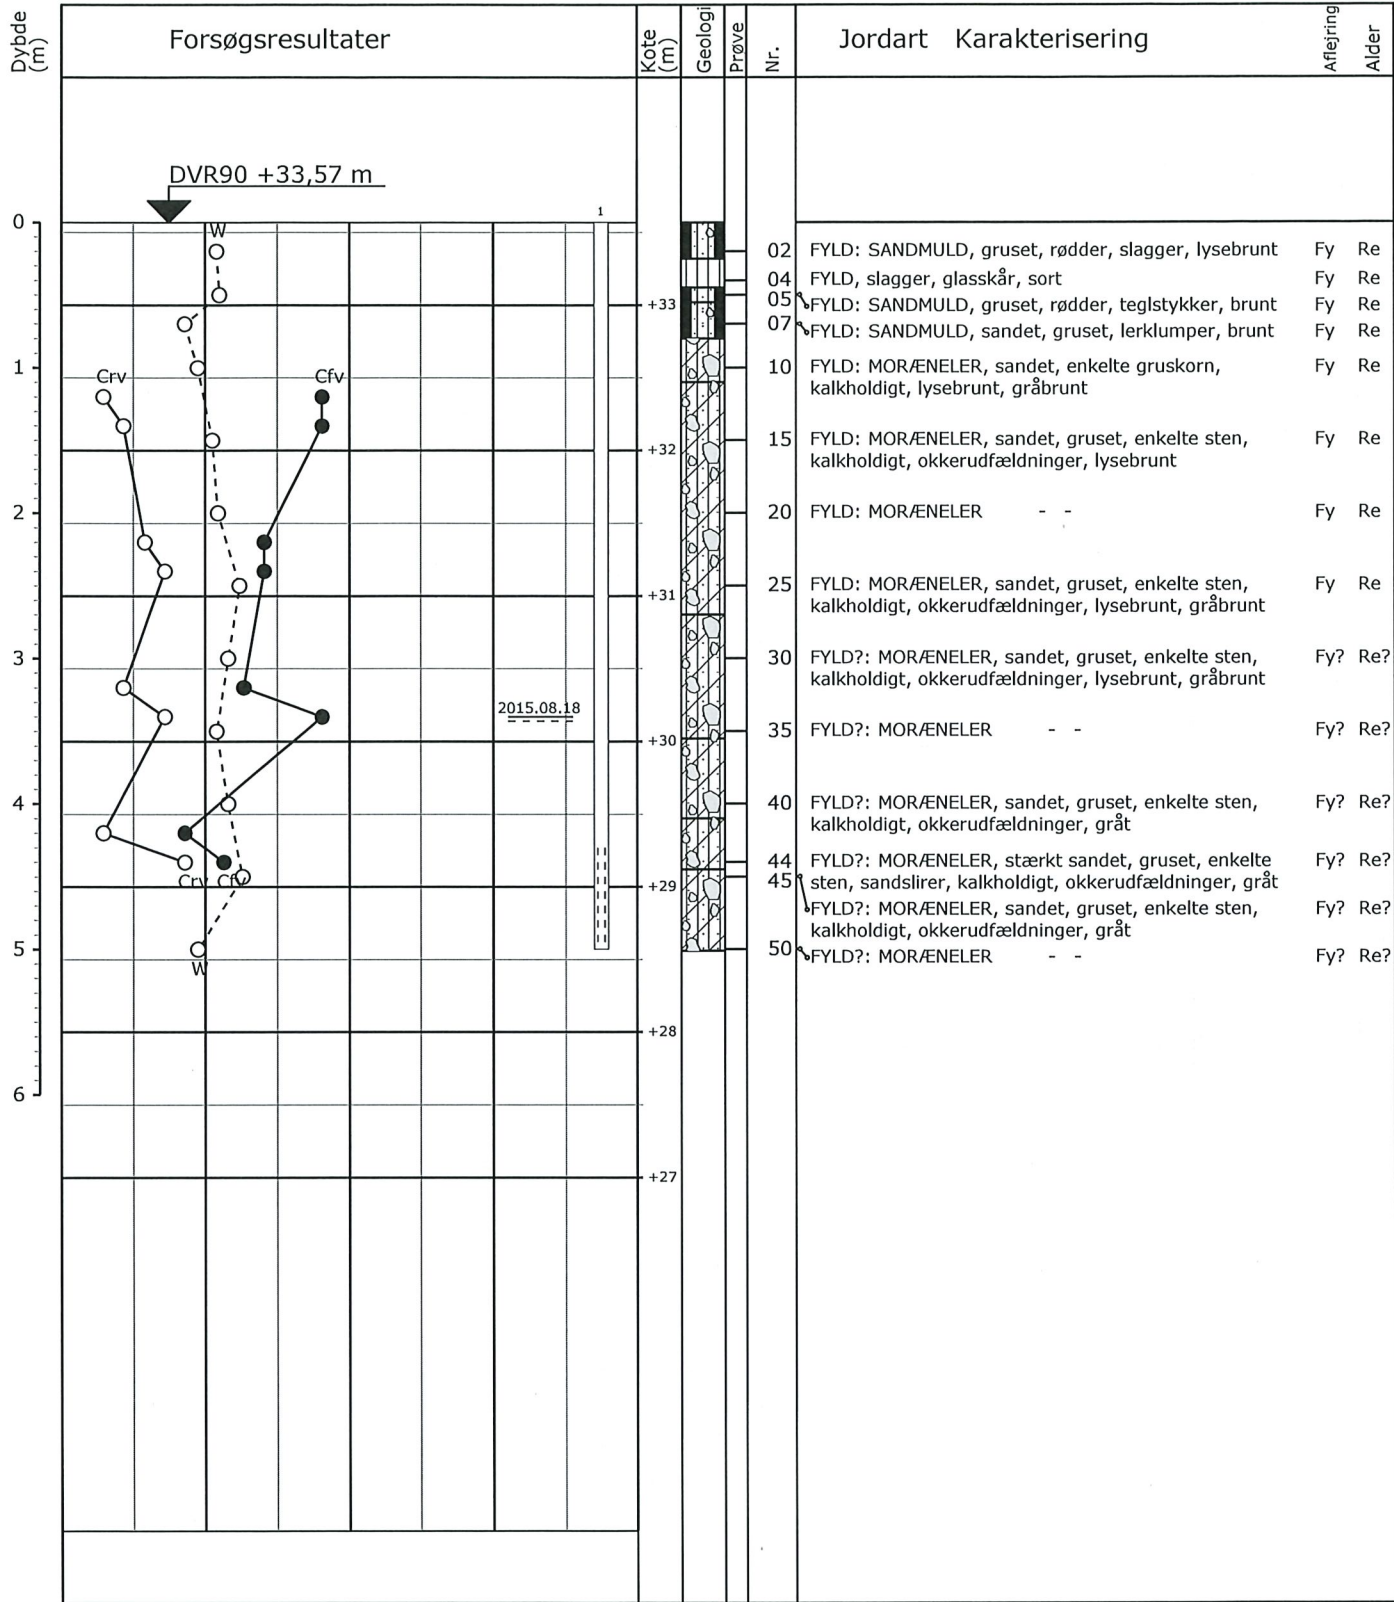 Dybde
(m)
Forsøgsresultater
Kote
(m)
Geologi
Prøve
Nr.
Jordart Karakterisering
Aflejring
Alder
DVR90 +33,57 m
0
1
W
02 FYLD: SANDMULD, gruset, rødder, slagger, lysebrunt Fy Re
04 FYLD, slagger, glasskår, sort Fy Re
+33
05 FYLD: SANDMULD, gruset, rødder, teglstykker, brunt Fy Re
07 FYLD: SANDMULD, sandet, gruset, lerklumper, brunt Fy Re
1
Crv
Cfv
10 FYLD: MORÆNELER, sandet, enkelte gruskorn, Fy Re
kalkholdigt, lysebrunt, gråbrunt
+32
15 FYLD: MORÆNELER, sandet, gruset, enkelte sten, Fy Re
kalkholdigt, okkerudfældninger, lysebrunt
2
20 FYLD: MORÆNELER - - Fy Re
+31
25 FYLD: MORÆNELER, sandet, gruset, enkelte sten, Fy Re
kalkholdigt, okkerudfældninger, lysebrunt, gråbrunt
3
30 FYLD?: MORÆNELER, sandet, gruset, enkelte sten, Fy? Re?
kalkholdigt, okkerudfældninger, lysebrunt, gråbrunt
2015.08.18
+30
35 FYLD?: MORÆNELER - - Fy? Re?
4
40 FYLD?: MORÆNELER, sandet, gruset, enkelte sten, Fy? Re?
kalkholdigt, okkerudfældninger, gråt
44 FYLD?: MORÆNELER, stærkt sandet, gruset, enkelte Fy? Re?
sten, sandslirer, kalkholdigt, okkerudfældninger, gråt
Crv
Cfv
+29
45 FYLD?: MORÆNELER, sandet, gruset, enkelte sten, Fy? Re?
kalkholdigt, okkerudfældninger, gråt
5
W
50 FYLD?: MORÆNELER - - Fy? Re?
+28
6
+27